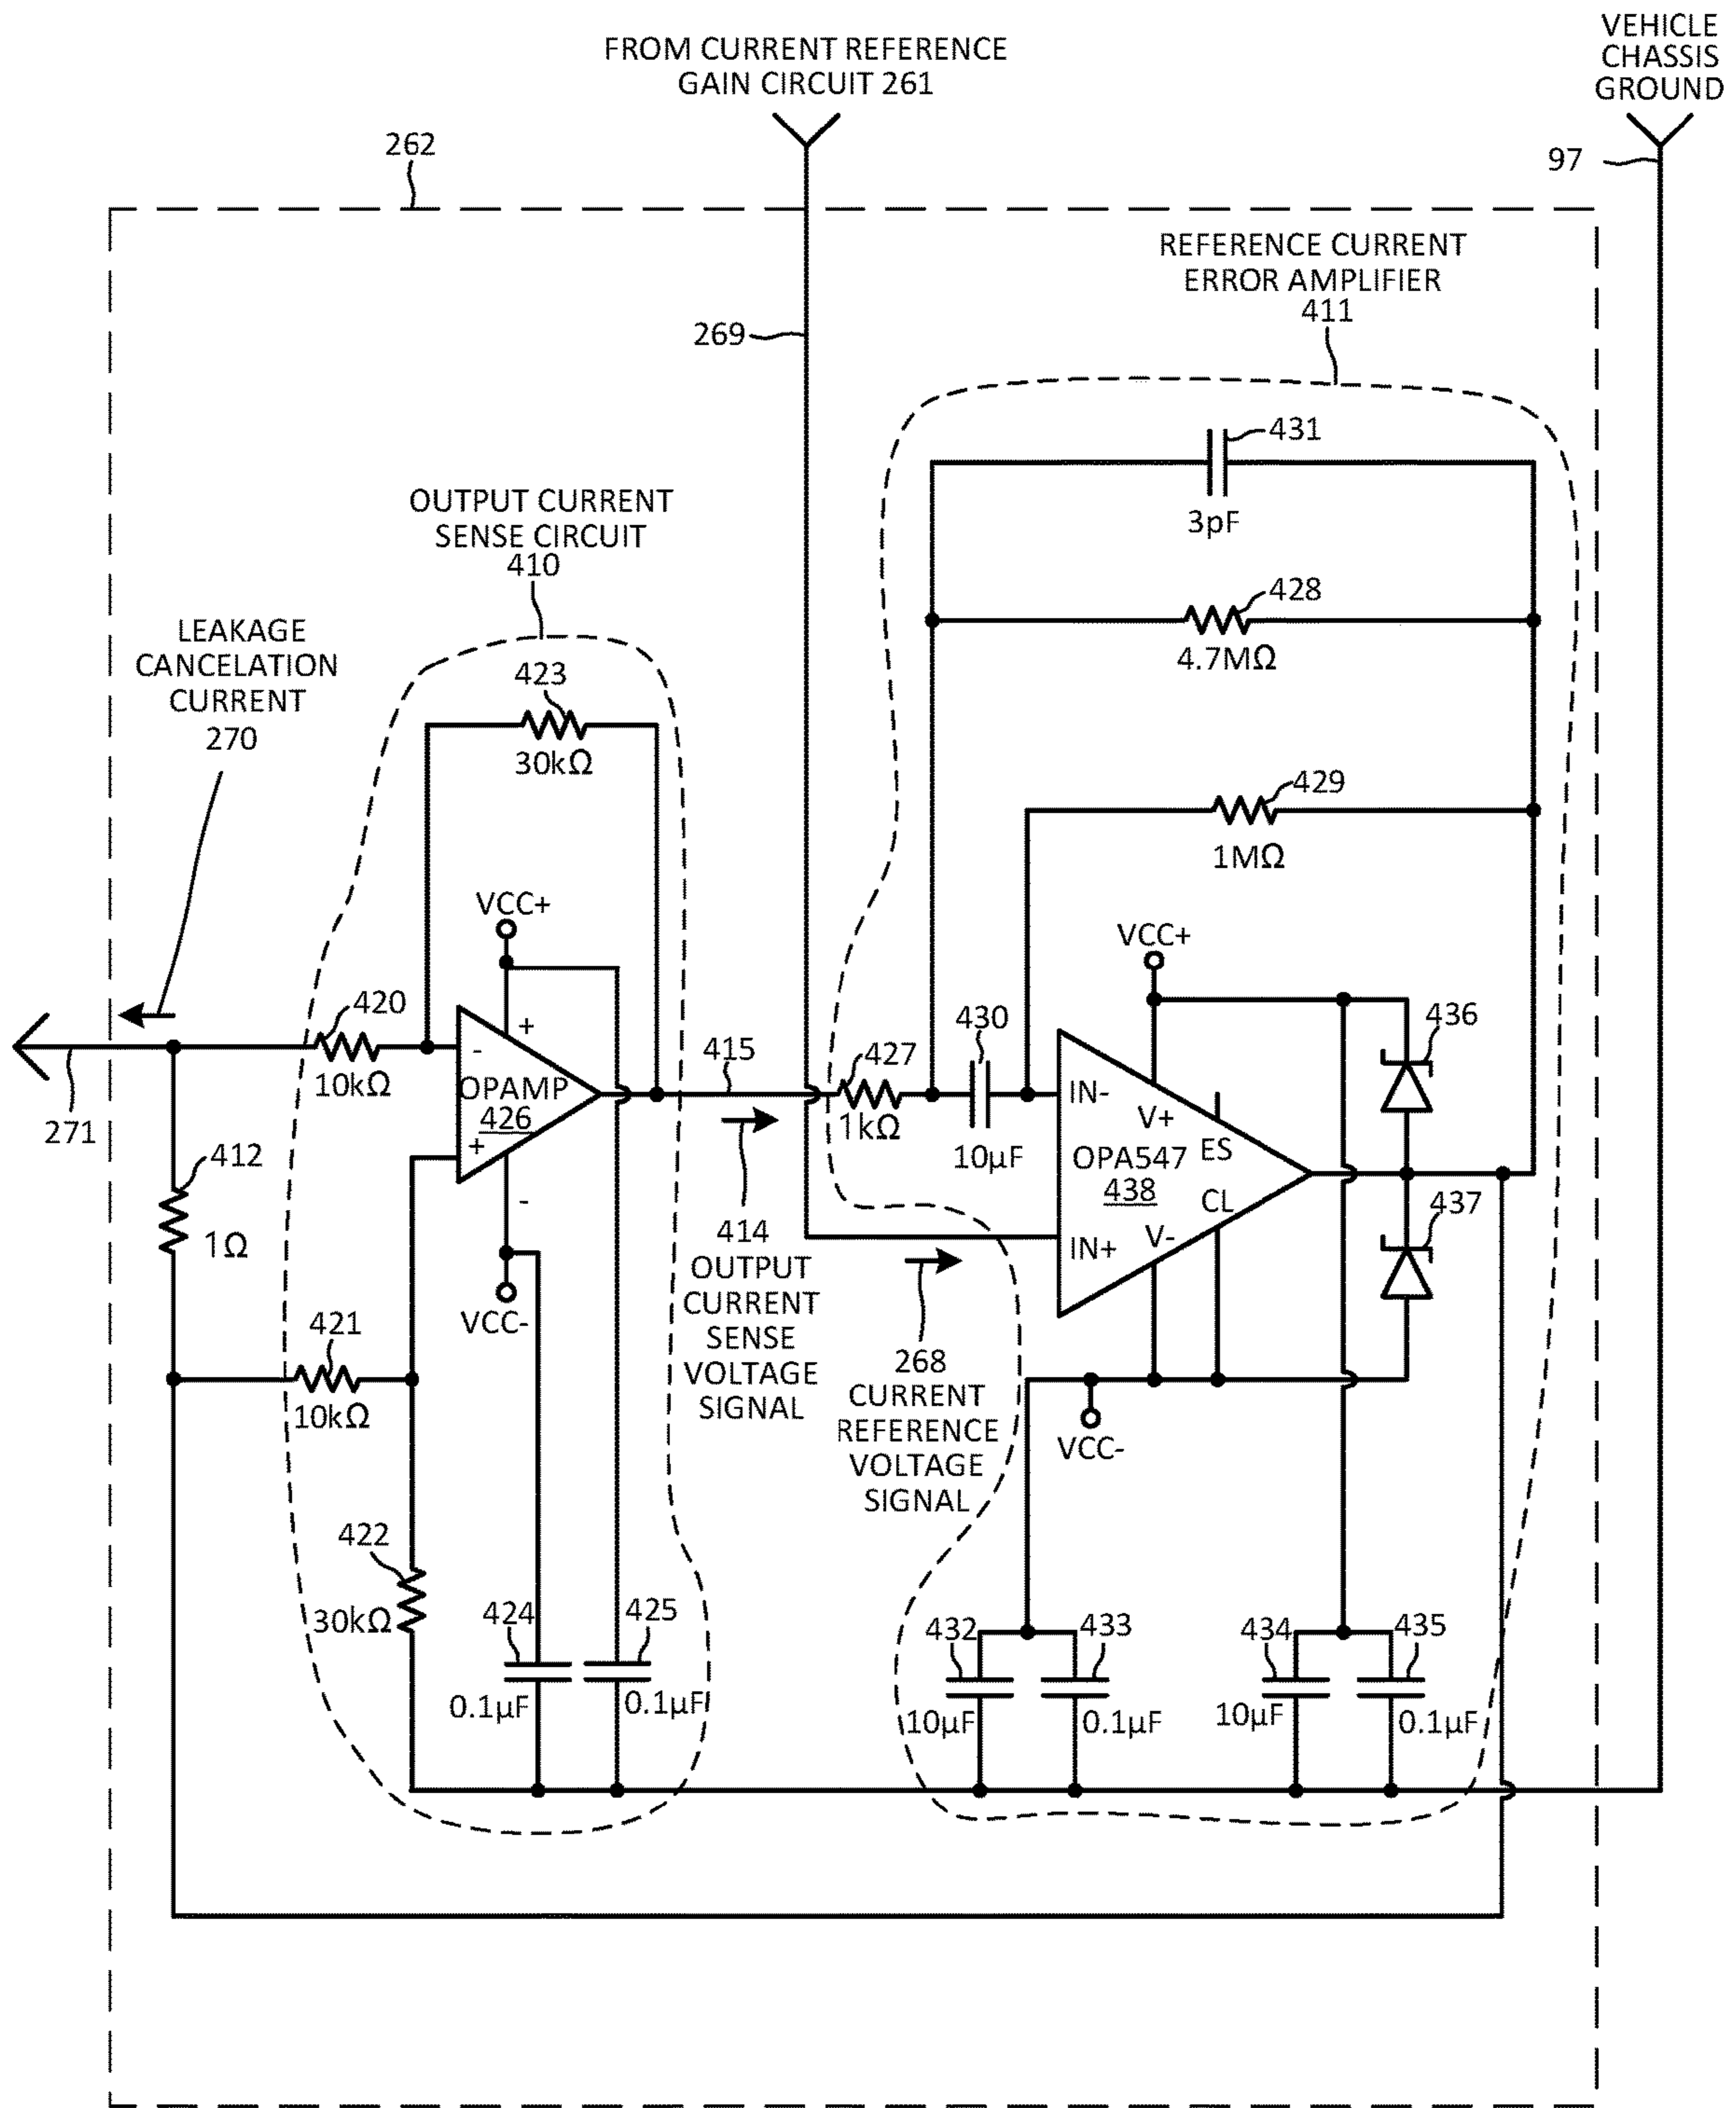 FROM CURRENT REFERENCE
GAIN CIRCUIT 261
VEHICLE
CHASSIS
GROUND
262
97
REFERENCE CURRENT
ERROR AMPLIFIER
411
269
431
3pF
OUTPUT CURRENT
SENSE CIRCUIT
410
428
4.7MΩ
LEAKAGE
CANCELATION
CURRENT
270
423
30kΩ
429
1MΩ
VCC+
VCC+
420
10kΩ
-
+
OPAMP
426
+
-
VCC-
415
427
1kΩ
430
10µF
IN-
V+
ES
OPA547
438
CL
V-
IN+
436
437
271
412
1Ω
414
OUTPUT
CURRENT
SENSE
VOLTAGE
SIGNAL
268
CURRENT
REFERENCE
VOLTAGE
SIGNAL
421
10kΩ
VCC-
422
30kΩ
424
0.1µF
425
0.1µF
432
10µF
433
0.1µF
434
10µF
435
0.1µF